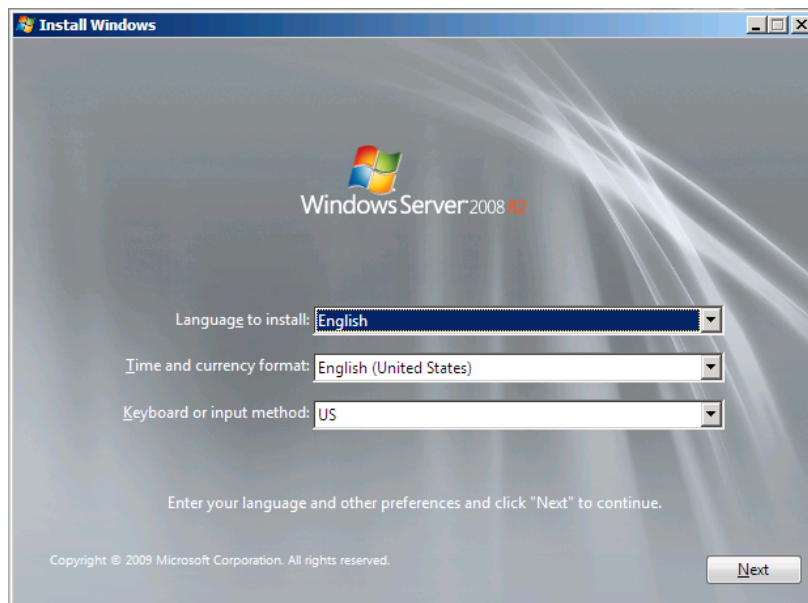 Install Windows
Windows Server 2008 R2
Language to install: English
Time and currency format: English (United States)
Keyboard or input method: US
Enter your language and other preferences and click "Next" to continue.
Copyright © 2009 Microsoft Corporation. All rights reserved.
Next